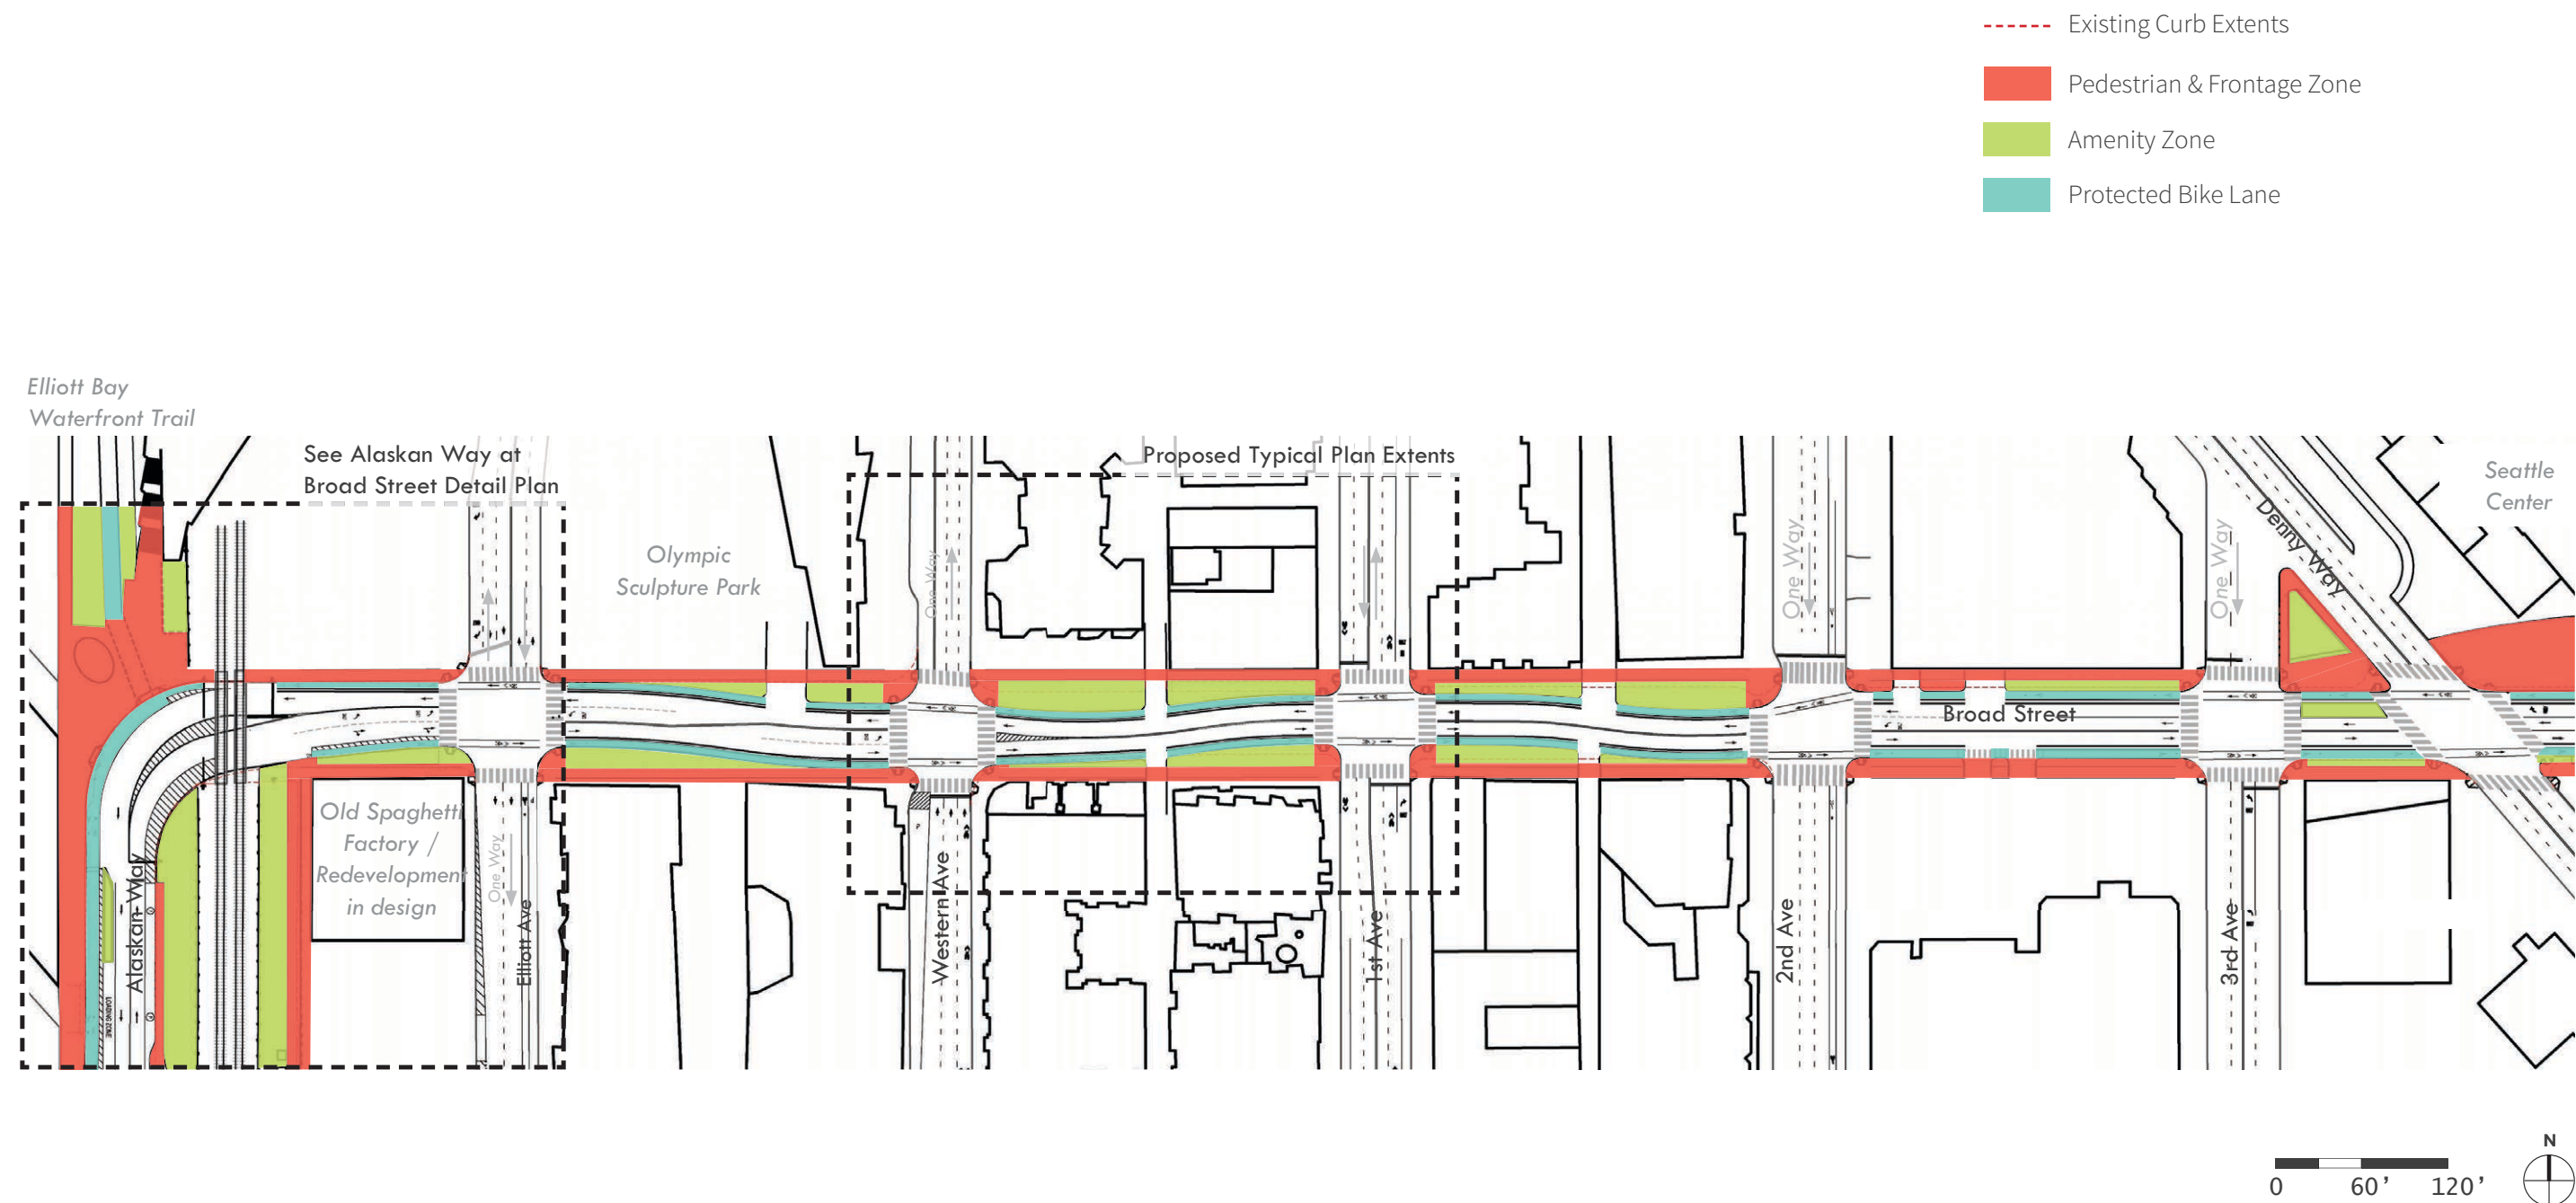 Existing Curb Extents
Pedestrian & Frontage Zone
Amenity Zone
Protected Bike Lane
Elliott Bay
Waterfront Trail
See Alaskan Way at
Broad Street Detail Plan
Proposed Typical Plan Extents
Seattle
Center
Olympic
Sculpture Park
One Way
One Way
One Way
Denny Way
Broad Street
Old Spaghetti
Factory /
Redevelopment
in design
One Way
Alaskan Way
LOADING ZONE
Elliott Ave
Western Ave
1st Ave
2nd Ave
3rd Ave
N
0 60’ 120’